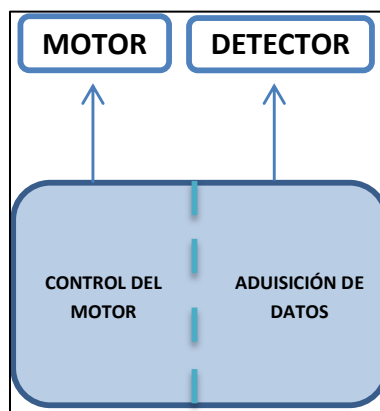 MOTOR
DETECTOR
CONTROL DEL
MOTOR
ADUISICIÓN DE
DATOS